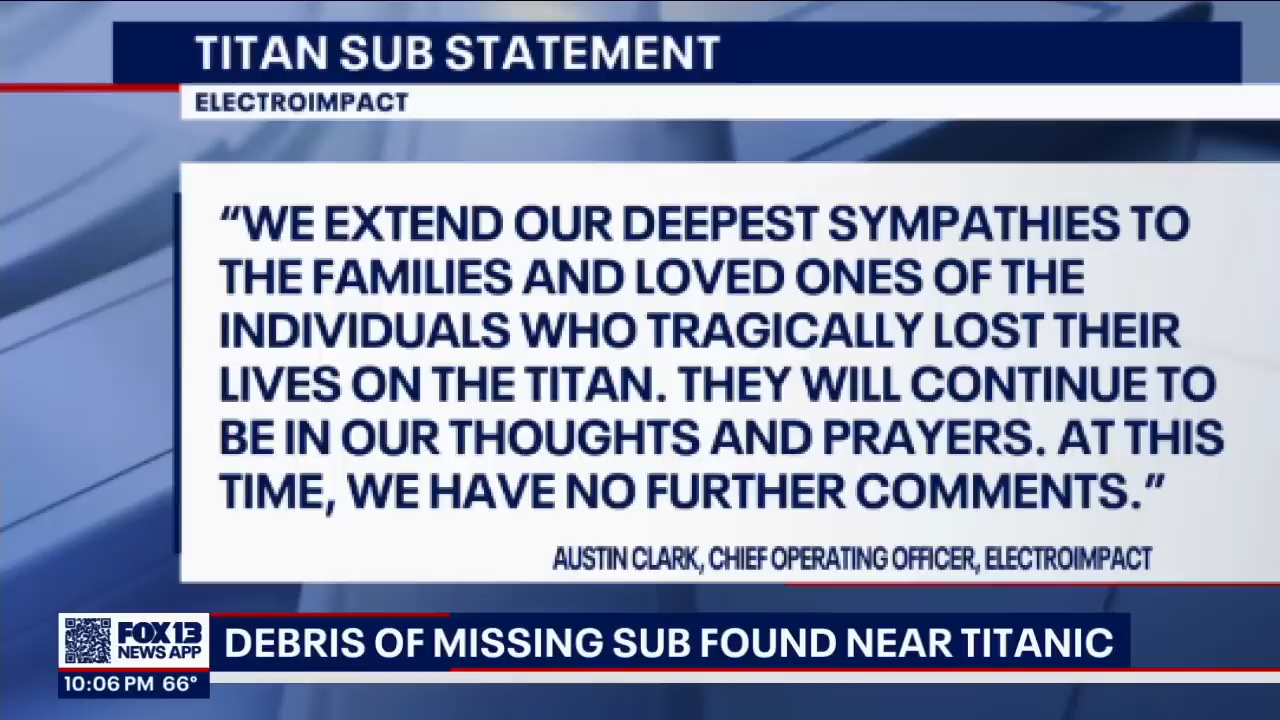 TITAN SUB STATEMENT
ELECTROIMPACT
“WE EXTEND OUR DEEPEST SYMPATHIES TO
THE FAMILIES AND LOVED ONES OF THE
INDIVIDUALS WHO TRAGICALLY LOST THEIR
LIVES ON THE TITAN. THEY WILL CONTINUE TO
BE IN OUR THOUGHTS AND PRAYERS. AT THIS
TIME, WE HAVE NO FURTHER COMMENTS.”
AUSTIN CLARK, CHIEF OPERATING OFFICER, ELECTROIMPACT
FOX13
NEWS APP
DEBRIS OF MISSING SUB FOUND NEAR TITANIC
10:06 PM 66°